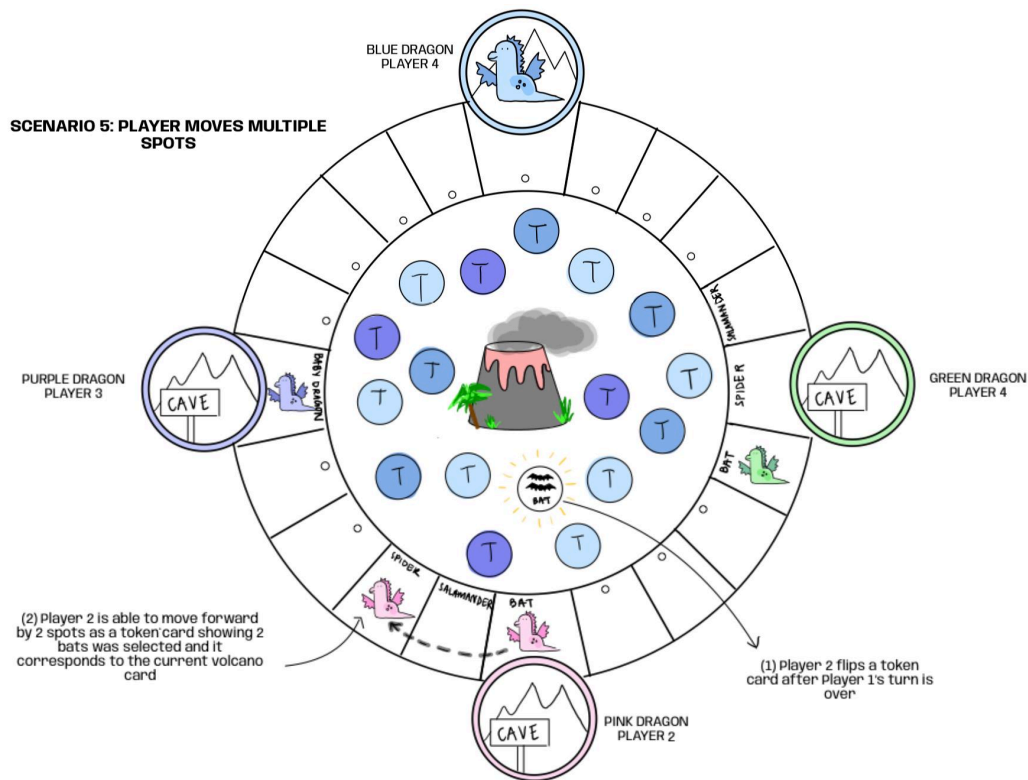 BLUE DRAGON
PLAYER 4
SCENARIO 5: PLAYER MOVES MULTIPLE
SPOTS
T
T
T
T
T
SALAMANDER
T
T
T
SPIDER
T
T
T
BABY DRAGON
PURPLE DRAGON
PLAYER 3
CAVE
GREEN DRAGON
PLAYER 4
CAVE
BAT
T
T
BAT
T
T
T
SPIDER
SALAMANDER
BAT
(2) Player 2 is able to move forward
by 2 spots as a token card showing 2
bats was selected and it
corresponds to the current volcano
card
(1) Player 2 flips a token
card after Player 1's turn is
over
CAVE
PINK DRAGON
PLAYER 2
T